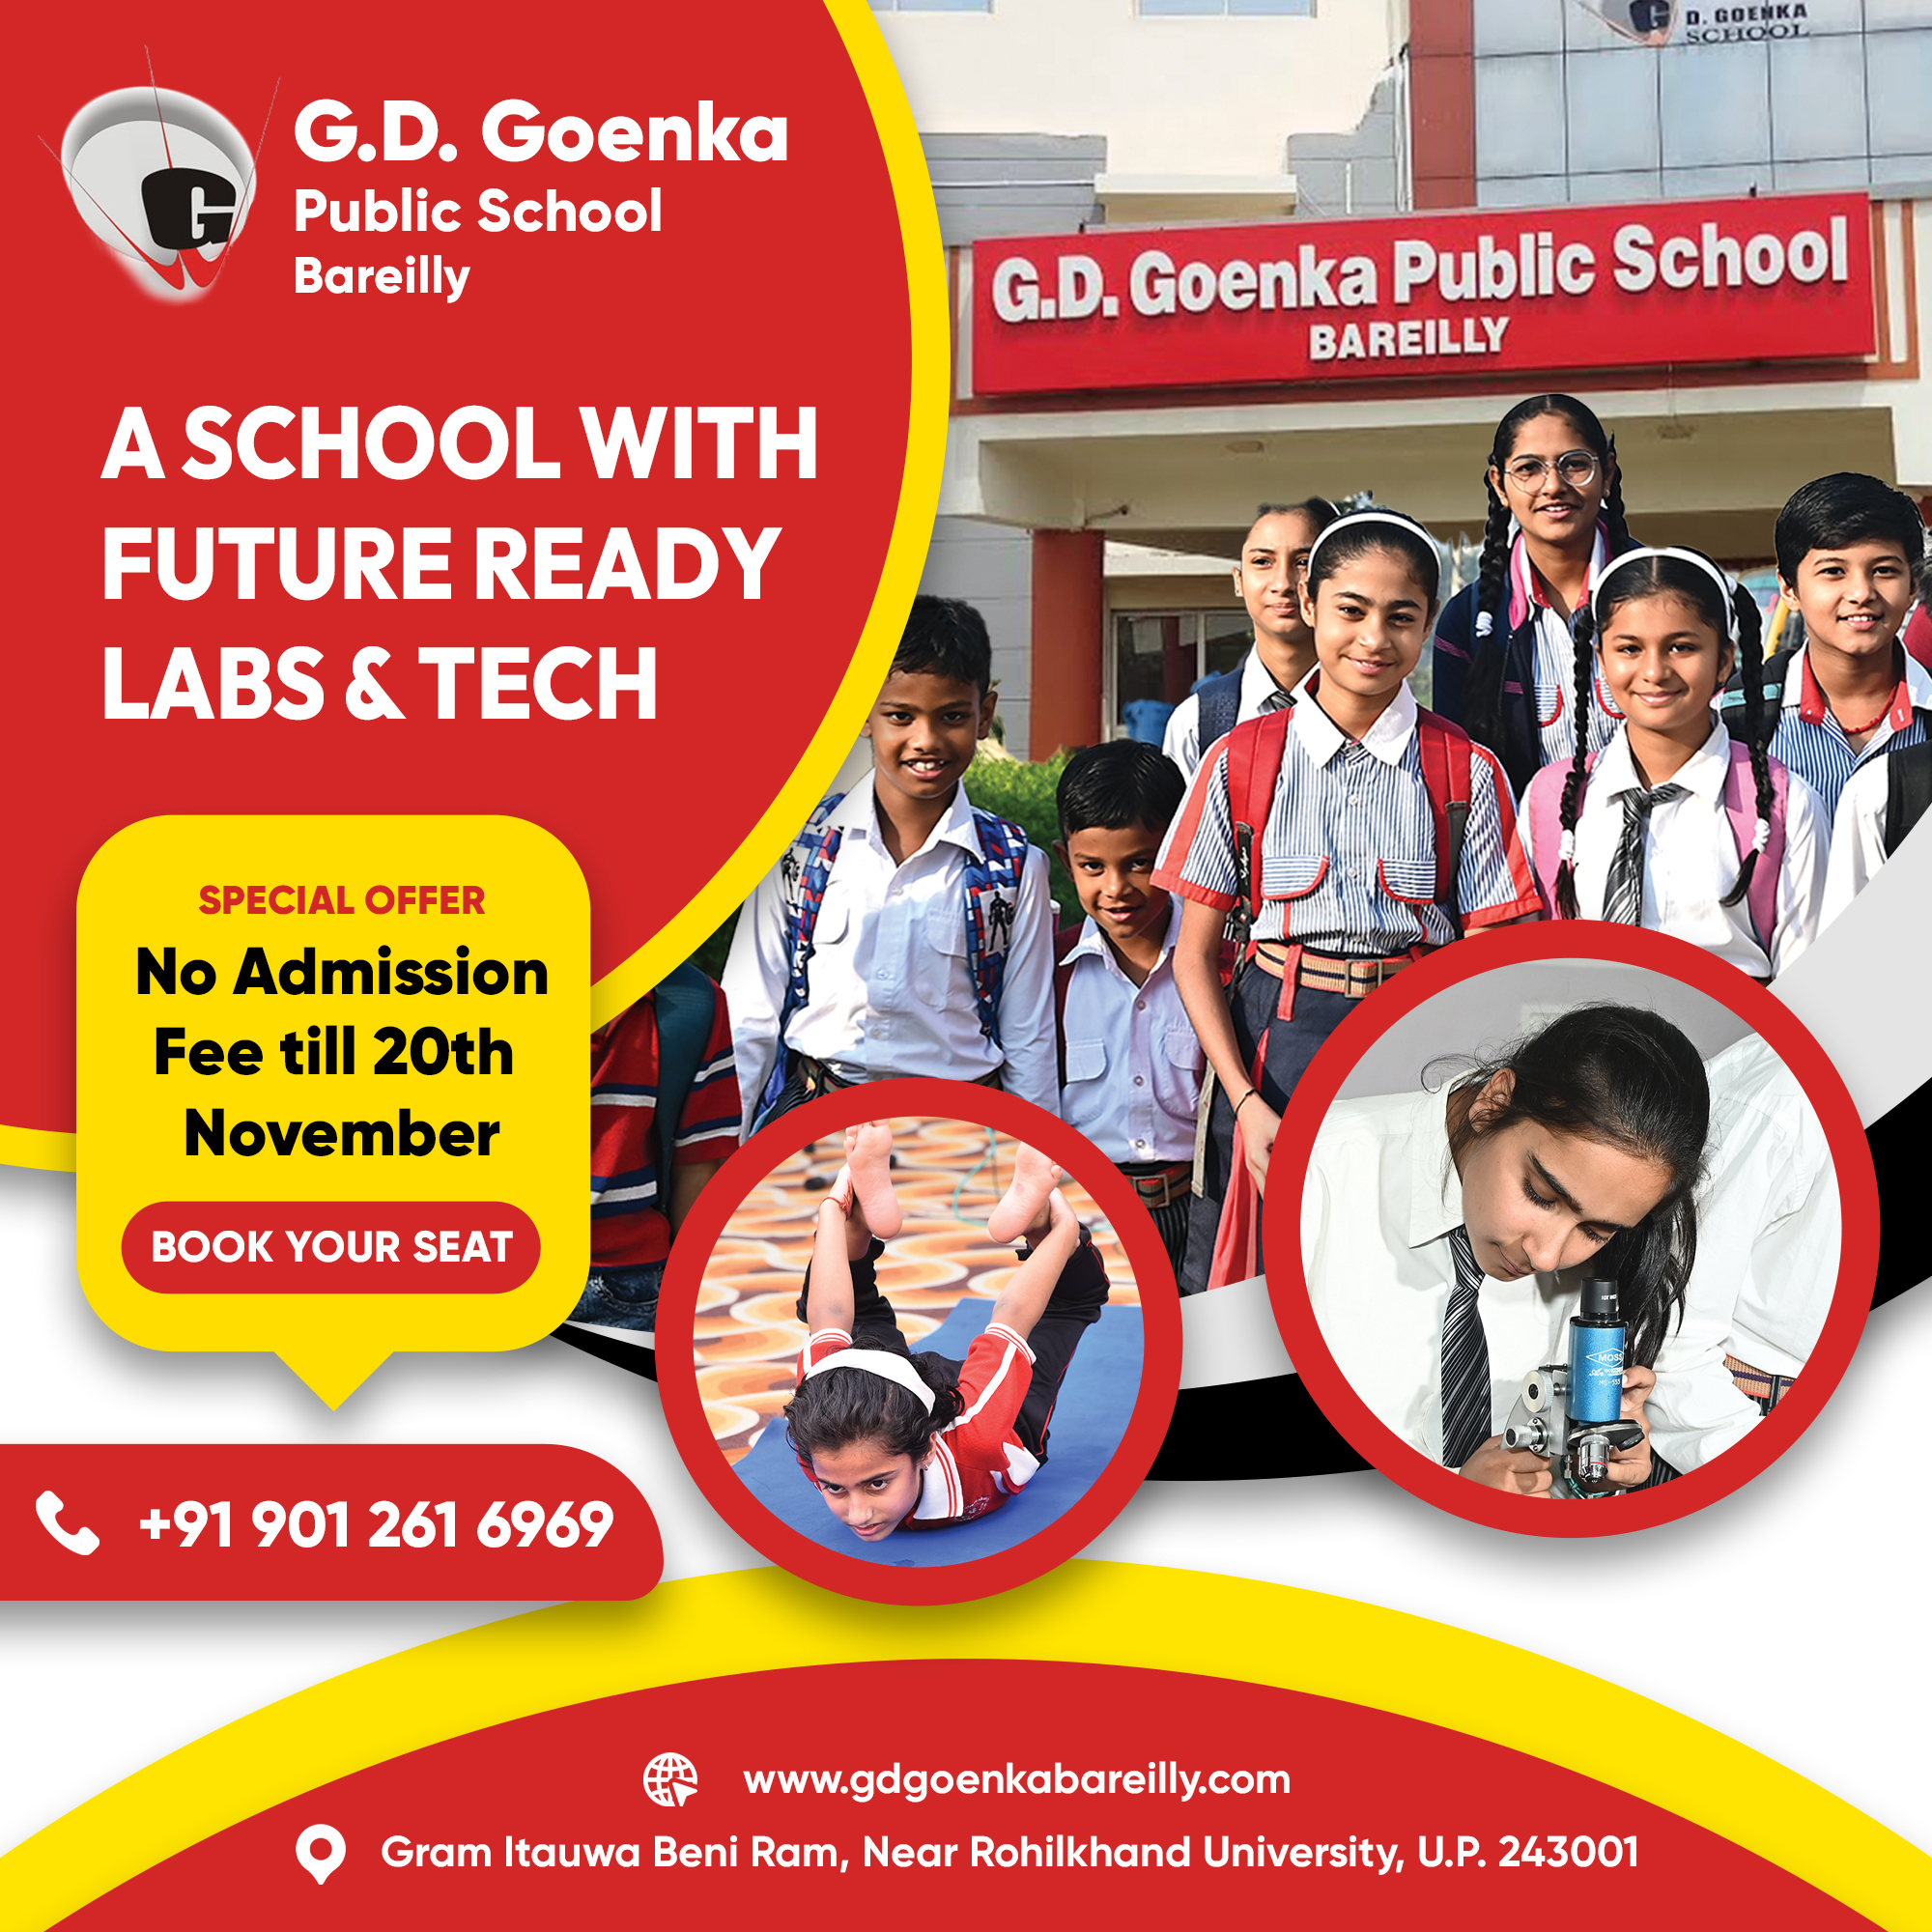 G
G.D. Goenka
Public School
Bareilly
D. GOENKA
SCHOOL
G.D. Goenka Public School
BAREILLY
A SCHOOL WITH
FUTURE READY
LABS & TECH
SPECIAL OFFER
No Admission
Fee till 20th
November
BOOK YOUR SEAT
MOSS
+91 901 261 6969
www.gdgoenkabareilly.com
Gram Itauwa Beni Ram, Near Rohilkhand University, U.P. 243001